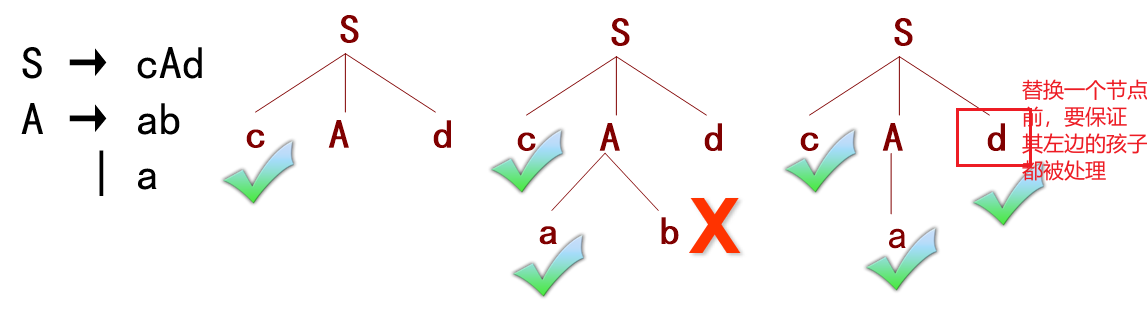 S → cAd
A → ab
| a
S
c A d
S
c A d
a b X
S
c A d
a
替换一个节点
前，要保证
其左边的孩子
都被处理